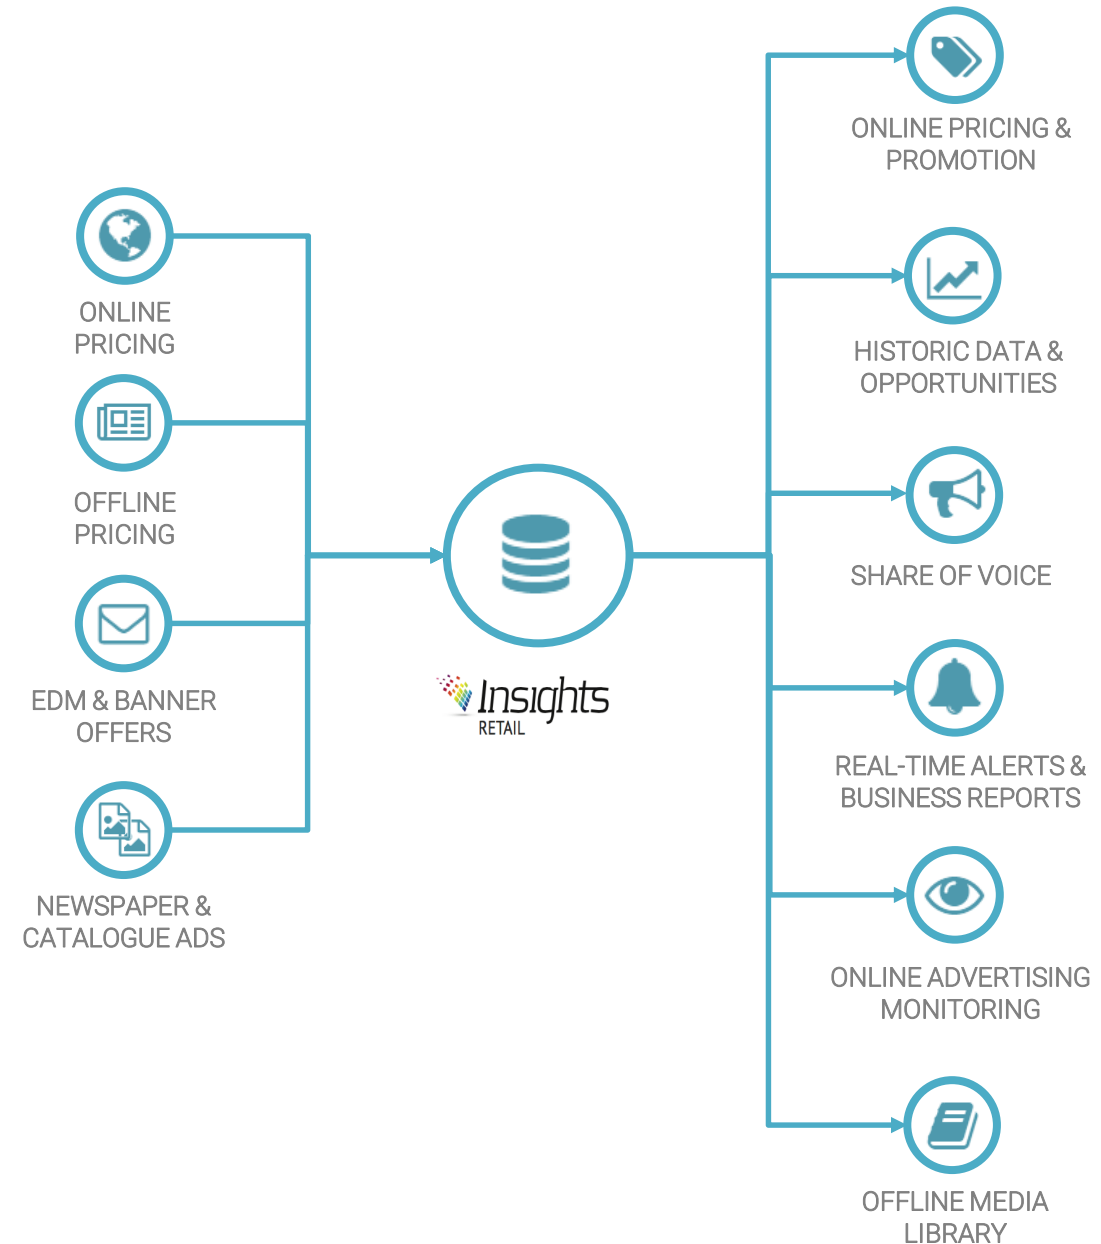 ONLINE
PRICING
OFFLINE
PRICING
EDM & BANNER
OFFERS
NEWSPAPER &
CATALOGUE ADS
Insights
RETAIL
ONLINE PRICING &
PROMOTION
HISTORIC DATA &
OPPORTUNITIES
SHARE OF VOICE
REAL-TIME ALERTS &
BUSINESS REPORTS
ONLINE ADVERTISING
MONITORING
OFFLINE MEDIA
LIBRARY